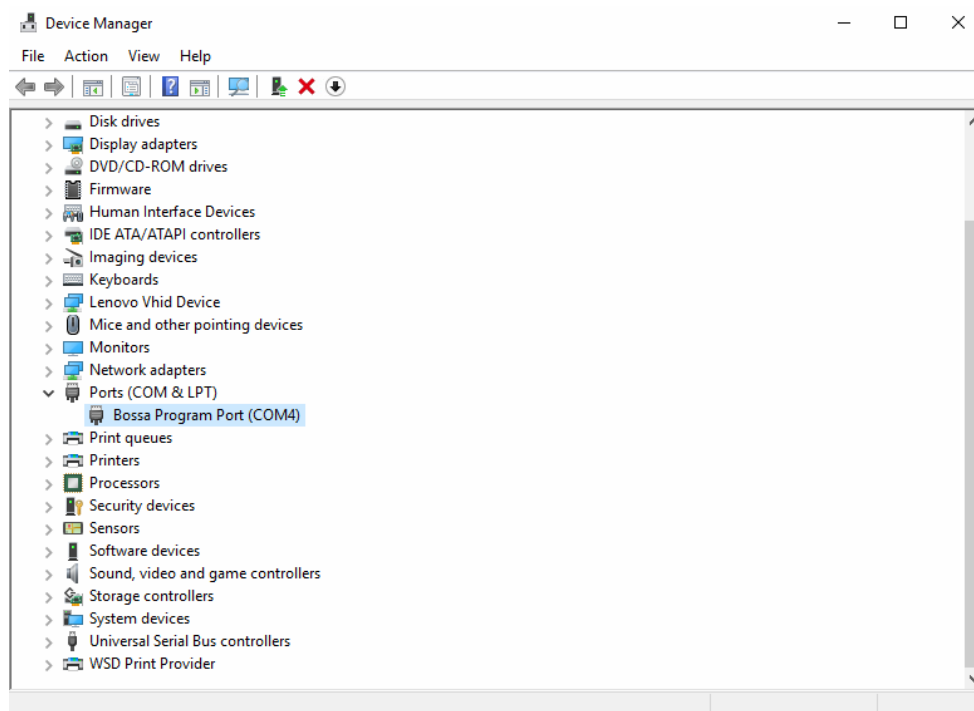 Device Manager
File Action View Help
Disk drives
Display adapters
DVD/CD-ROM drives
Firmware
Human Interface Devices
IDE ATA/ATAPI controllers
Imaging devices
Keyboards
Lenovo Vhid Device
Mice and other pointing devices
Monitors
Network adapters
Ports (COM & LPT)
Bossa Program Port (COM4)
Print queues
Printers
Processors
Security devices
Sensors
Software devices
Sound, video and game controllers
Storage controllers
System devices
Universal Serial Bus controllers
WSD Print Provider